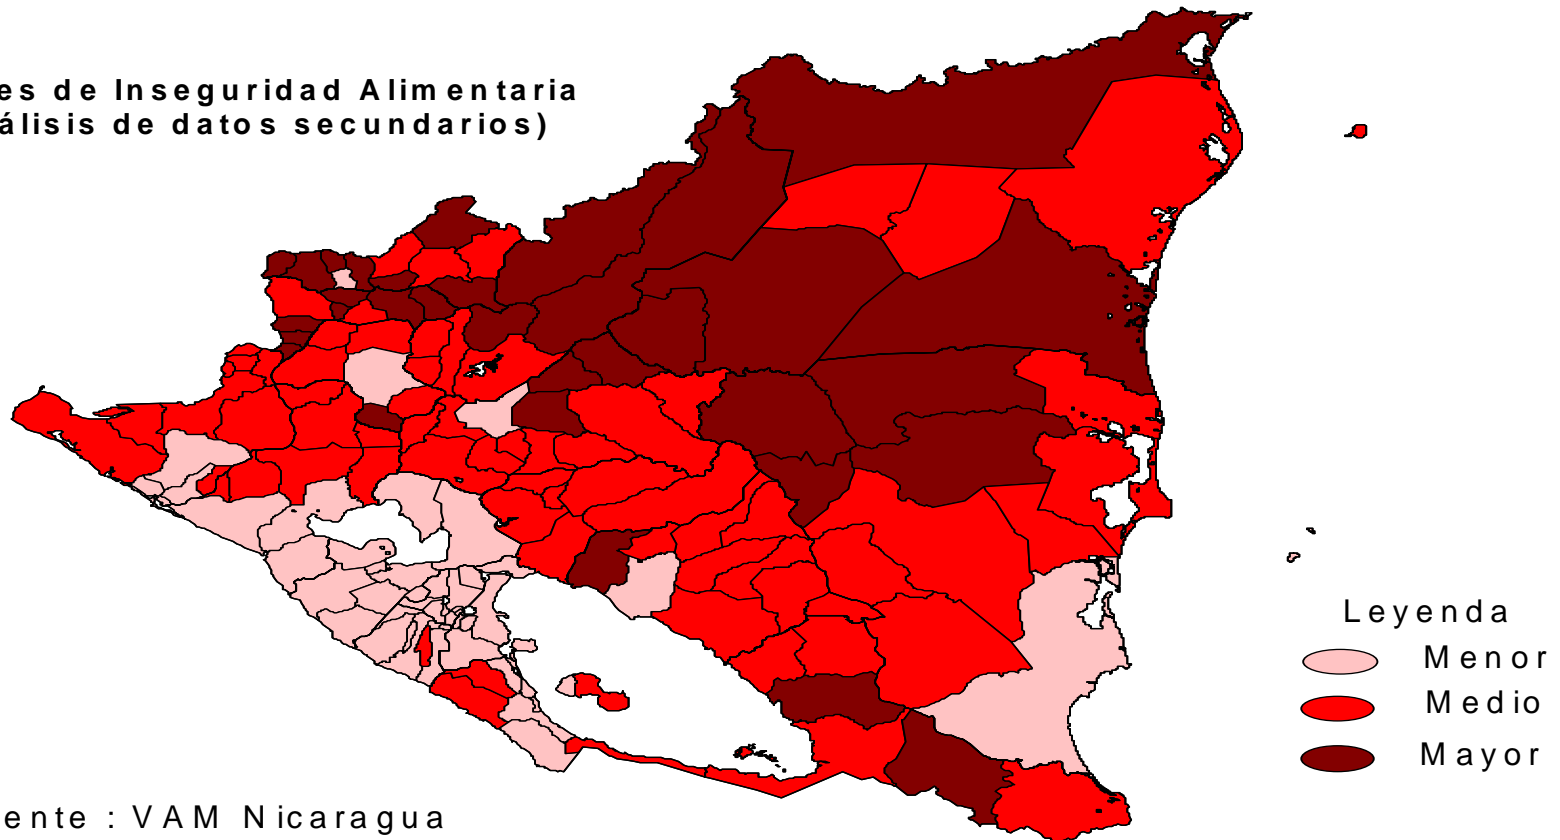 es de Inseguridad Alimentaria
álisis de datos secundarios)
Leyenda
Menor
Medio
Mayor
ente : VAM Nicaragua